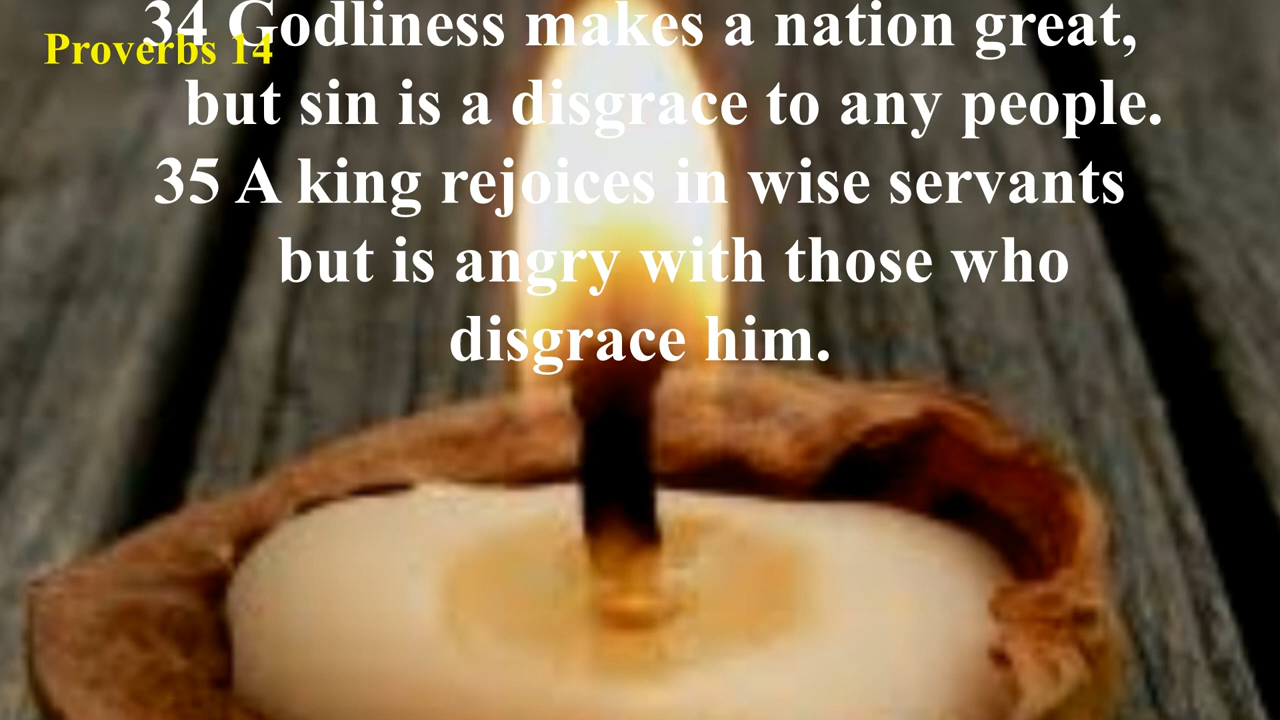 Proverbs 14
34 Godliness makes a nation great,
but sin is a disgrace to any people.
35 A king rejoices in wise servants
but is angry with those who
disgrace him.